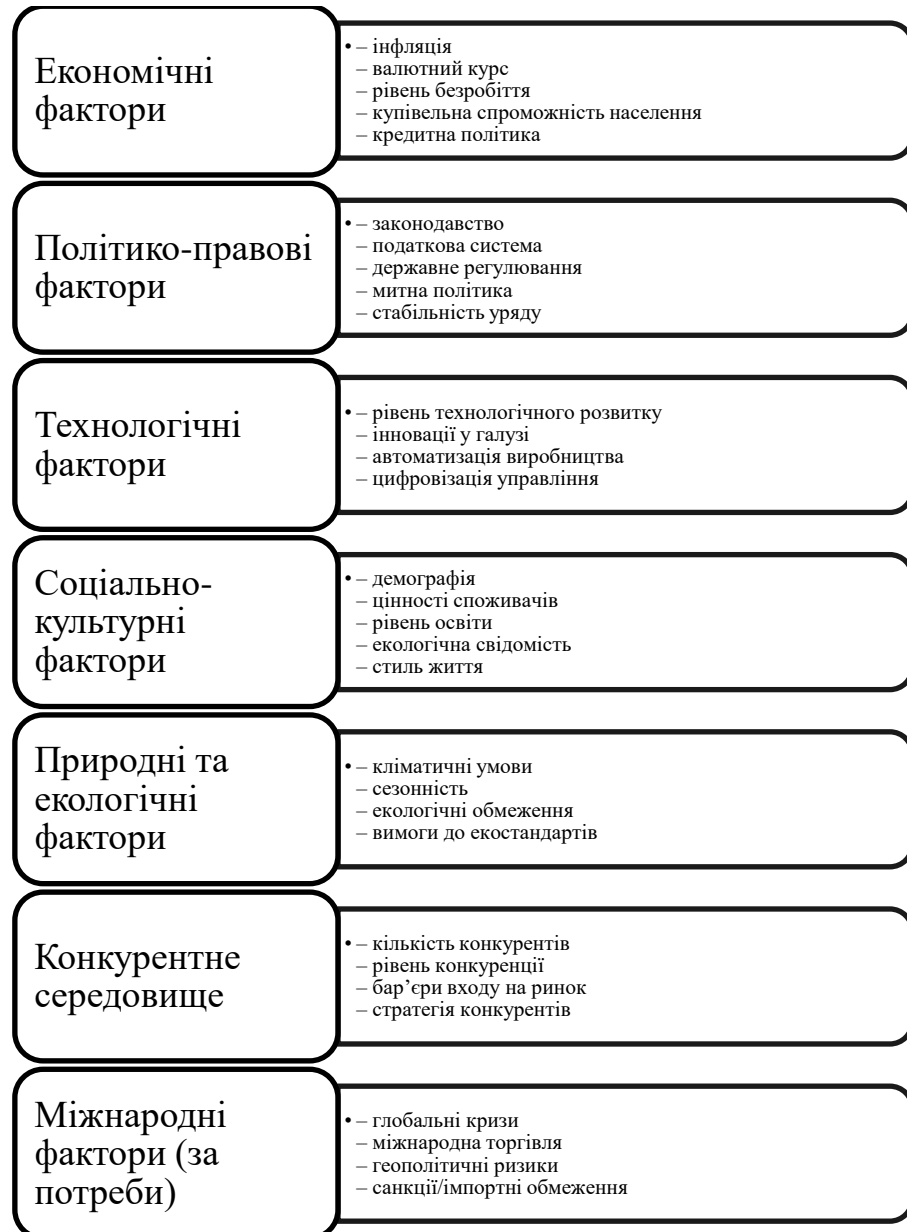 Економічні
фактори
• – інфляція
– валютний курс
– рівень безробіття
– купівельна спроможність населення
– кредитна політика
Політико-правові
фактори
• – законодавство
– податкова система
– державне регулювання
– митна політика
– стабільність уряду
Технологічні
фактори
• – рівень технологічного розвитку
– інновації у галузі
– автоматизація виробництва
– цифровізація управління
Соціально-
культурні
фактори
• – демографія
– цінності споживачів
– рівень освіти
– екологічна свідомість
– стиль життя
Природні та
екологічні
фактори
• – кліматичні умови
– сезонність
– екологічні обмеження
– вимоги до екостандартів
Конкурентне
середовище
• – кількість конкурентів
– рівень конкуренції
– бар’єри входу на ринок
– стратегія конкурентів
Міжнародні
фактори (за
потреби)
• – глобальні кризи
– міжнародна торгівля
– геополітичні ризики
– санкції/імпортні обмеження